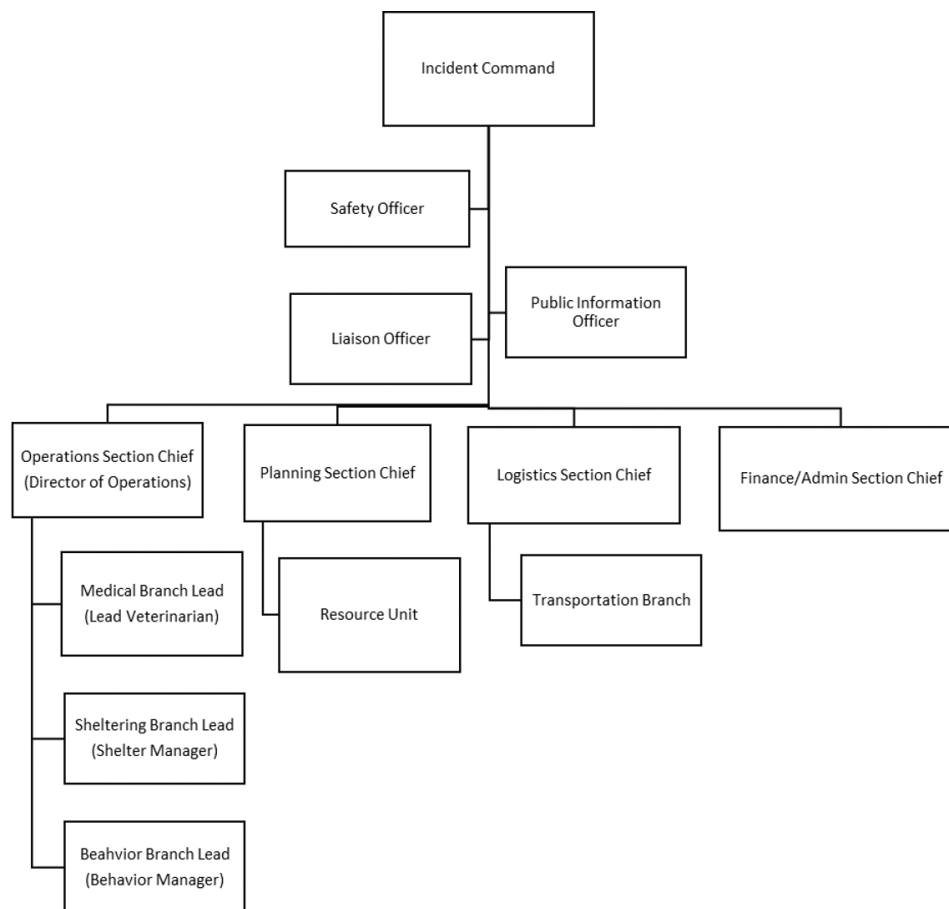 Incident Command
Safety Officer
Public Information
Officer
Liaison Officer
Operations Section Chief
(Director of Operations)
Planning Section Chief
Logistics Section Chief
Finance/Admin Section Chief
Medical Branch Lead
(Lead Veterinarian)
Resource Unit
Transportation Branch
Sheltering Branch Lead
(Shelter Manager)
Beahvior Branch Lead
(Behavior Manager)